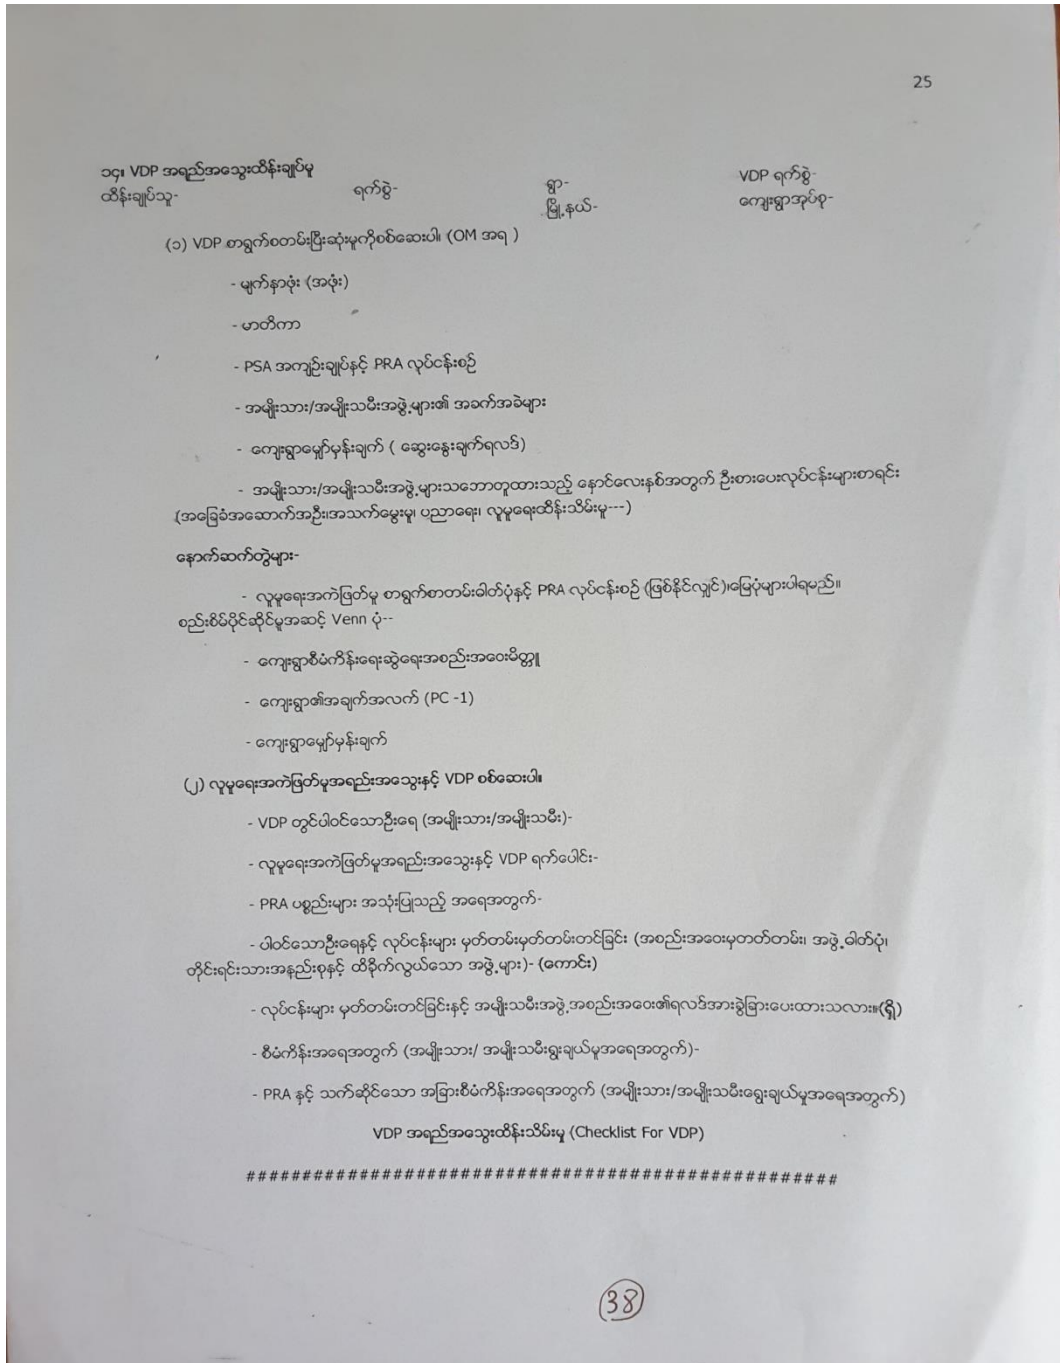 25
၁၄။ VDP အရည်အသွေးထိန်းချုပ်မှု
ထိန်းချုပ်သူ- ရက်စွဲ- ရွာ- VDP ရက်စွဲ-
မြို့နယ်- ကျေးရွာအုပ်စု-
(၁) VDP စာရွက်စတမ်းပြီးဆုံးမှုကိုစစ်ဆေးပါ၊ (OM အရ )
- မျက်နှာဖုံး (အဖုံး)
- မာတိကာ
- PSA အကျဉ်းချုပ်နှင့် PRA လုပ်ငန်းစဉ်
- အမျိုးသား/အမျိုးသမီးအဖွဲ့များ၏ အခက်အခဲများ
- ကျေးရွာမျှော်မှန်းချက် ( ဆွေးနွေးချက်ရလဒ်)
- အမျိုးသား/အမျိုးသမီးအဖွဲ့များသဘောတူထားသည့် နောင်လေးနှစ်အတွက် ဦးစားပေးလုပ်ငန်းများစာရင်း
(အခြေခံအဆောက်အဦး၊အသက်မွေးမှု၊ ပညာရေး၊ လူမှုရေးထိန်းသိမ်းမှု---)
နောက်ဆက်တွဲများ-
- လူမှုရေးအကဲဖြတ်မှု စာရွက်စာတမ်းဓါတ်ပုံနှင့် PRA လုပ်ငန်းစဉ် (ဖြစ်နိုင်လျှင်)၊မြေပုံများပါရမည်။
စည်းစိမ်ပိုင်ဆိုင်မှုအဆင့် Venn ပုံ--
- ကျေးရွာစီမံကိန်းရေးဆွဲရေးအစည်းအဝေးမိတ္တူ
- ကျေးရွာ၏အချက်အလက် (PC -1)
- ကျေးရွာမျှော်မှန်းချက်
(၂) လူမှုရေးအကဲဖြတ်မှုအရည်းအသွေးနှင့် VDP စစ်ဆေးပါ။
- VDP တွင်ပါဝင်သောဦးရေ (အမျိုးသား/အမျိုးသမီး)-
- လူမှုရေးအကဲဖြတ်မှုအရည်းအသွေးနှင့် VDP ရက်ပေါင်း-
- PRA ပစ္စည်းများ အသုံးပြုသည့် အရေအတွက်-
- ပါဝင်သောဦးရေနှင့် လုပ်ငန်းများ မှတ်တမ်းမှတ်တမ်းတင်ခြင်း (အစည်းအဝေးမှတတ်တမ်း၊ အဖွဲ့ဓါတ်ပုံ၊
တိုင်းရင်းသားအနည်းစုနှင့် ထိခိုက်လွယ်သော အဖွဲ့များ)- (ကောင်း)
- လုပ်ငန်းများ မှတ်တမ်းတင်ခြင်းနှင့် အမျိုးသမီးအဖွဲ့အစည်းအဝေး၏ရလဒ်အားခွဲခြားပေးထားသလား။(ရှိ)
- စီမံကိန်းအရေအတွက် (အမျိုးသား/ အမျိုးသမီးရွးချယ်မှုအရေအတွက်)-
- PRA နှင့် သက်ဆိုင်သော အခြားစီမံကိန်းအရေအတွက် (အမျိုးသား/အမျိုးသမီးရွေးချယ်မှုအရေအတွက်)
VDP အရည်အသွေးထိန်းသိမ်းမှု (Checklist For VDP)
####################################################
38